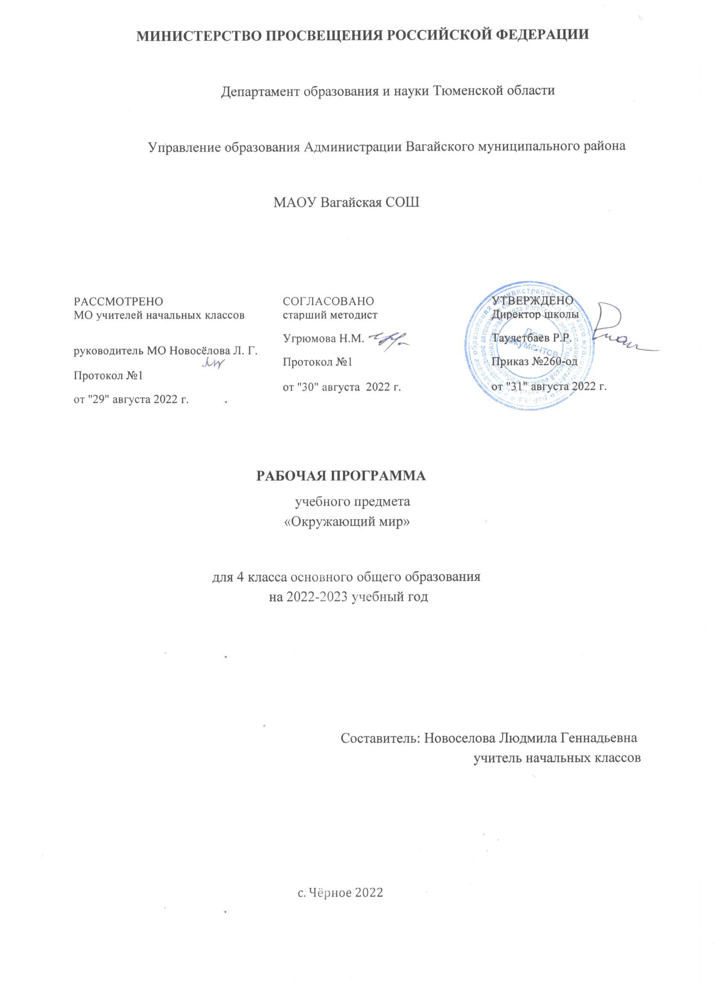 МИНИСТЕРСТВО ПРОСВЕЩЕНИЯ РОССИЙСКОЙ ФЕДЕРАЦИИ
Департамент образования и науки Тюменской области
Управление образования Администрации Вагайского муниципального района
МАОУ Вагайская СОШ
РАССМОТРЕНО
МО учителей начальных классов
руководитель МО Новосёлова Л. Г.
Протокол №1
от "29" августа 2022 г.
СОГЛАСОВАНО
старший методист
Угрюмова Н.М.
Протокол №1
от "30" августа 2022 г.
УТВЕРЖДЕНО
Директор школы
Таулетбаев Р.Р.
Приказ №260-од
от "31" августа 2022 г.
Для
документов
РАБОЧАЯ ПРОГРАММА
учебного предмета
«Окружающий мир»
для 4 класса основного общего образования
на 2022-2023 учебный год
Составитель: Новоселова Людмила Геннадьевна
учитель начальных классов
с. Чёрное 2022